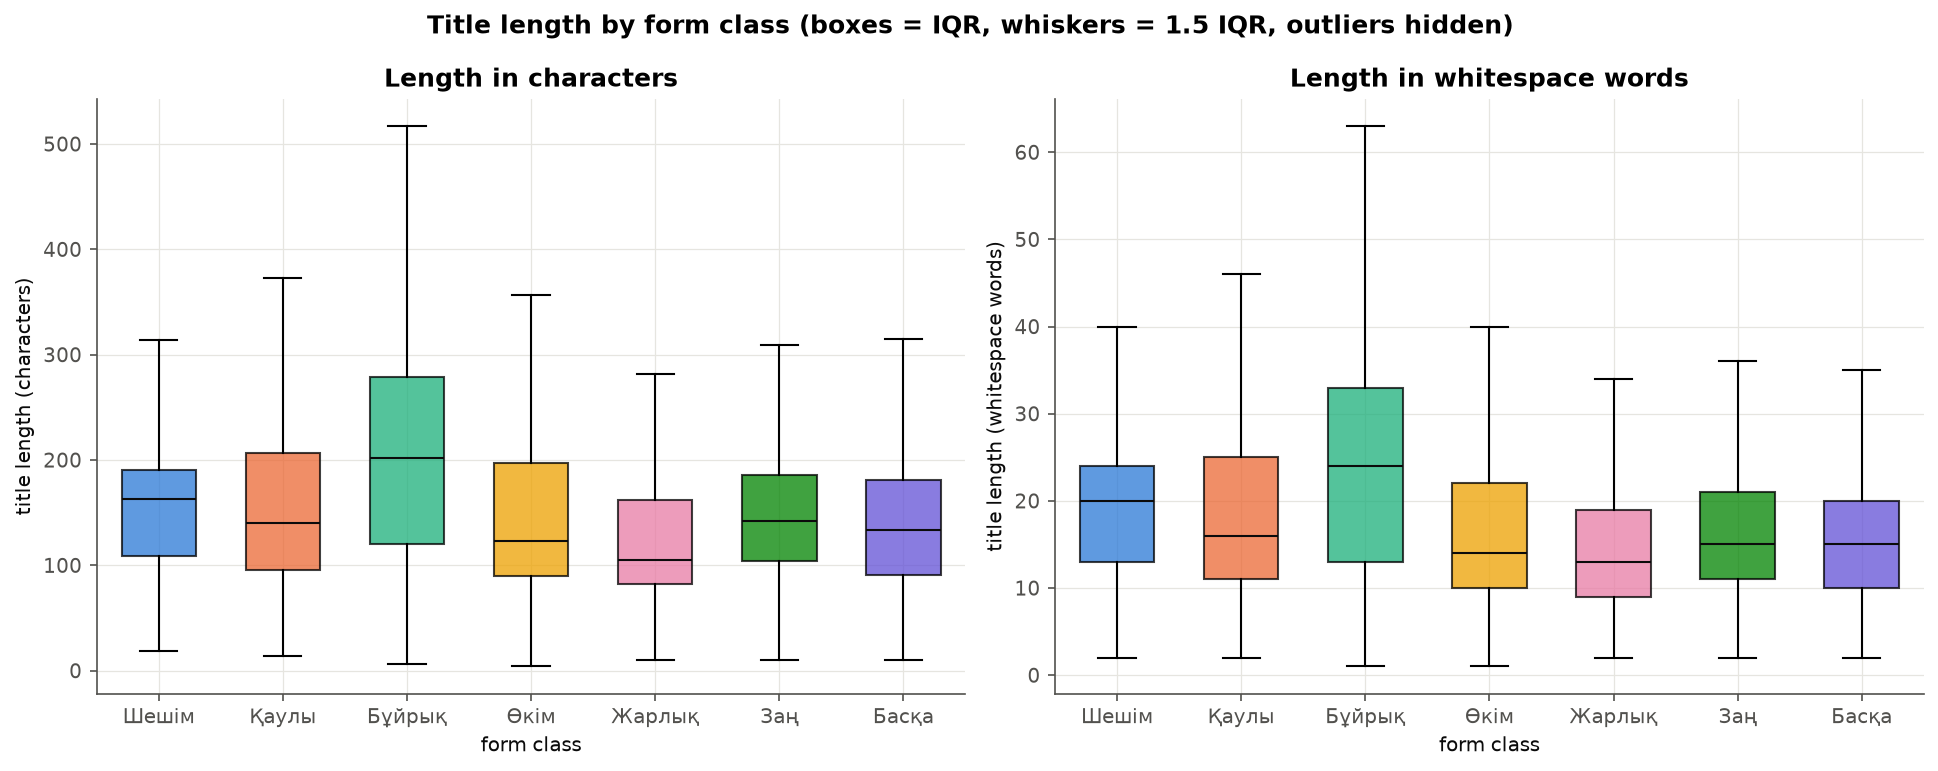 Title length by form class (boxes = IQR, whiskers = 1.5 IQR, outliers hidden)
Length in characters
title length (characters)
500
400
300
200
100
0
Шешім Қаулы Бұйрық Өкім Жарлық Заң Басқа
form class
Length in whitespace words
title length (whitespace words)
60
50
40
30
20
10
0
Шешім Қаулы Бұйрық Өкім Жарлық Заң Басқа
form class